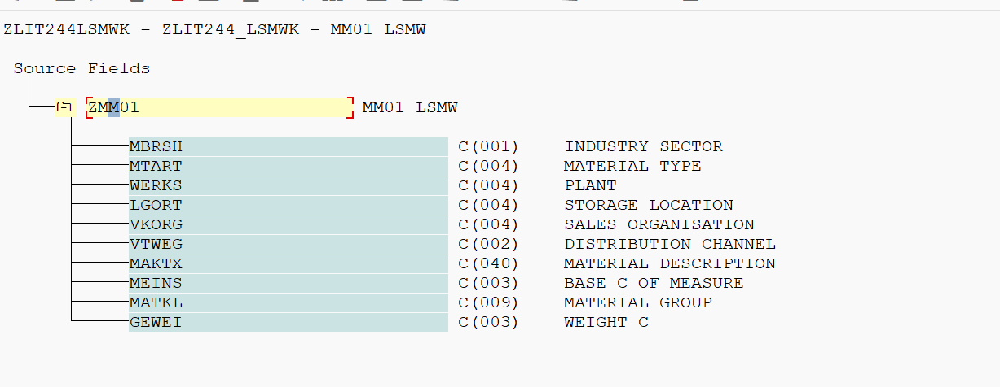 ZLIT244LSMWK - ZLIT244_LSMWK - MM01 LSMW
Source Fields
ZMM01 MM01 LSMW
MBRSH C(001) INDUSTRY SECTOR
MTART C(004) MATERIAL TYPE
WERKS C(004) PLANT
LGORT C(004) STORAGE LOCATION
VKORG C(004) SALES ORGANISATION
VTWEG C(002) DISTRIBUTION CHANNEL
MAKTX C(040) MATERIAL DESCRIPTION
MEINS C(003) BASE C OF MEASURE
MATKL C(009) MATERIAL GROUP
GEWEI C(003) WEIGHT C